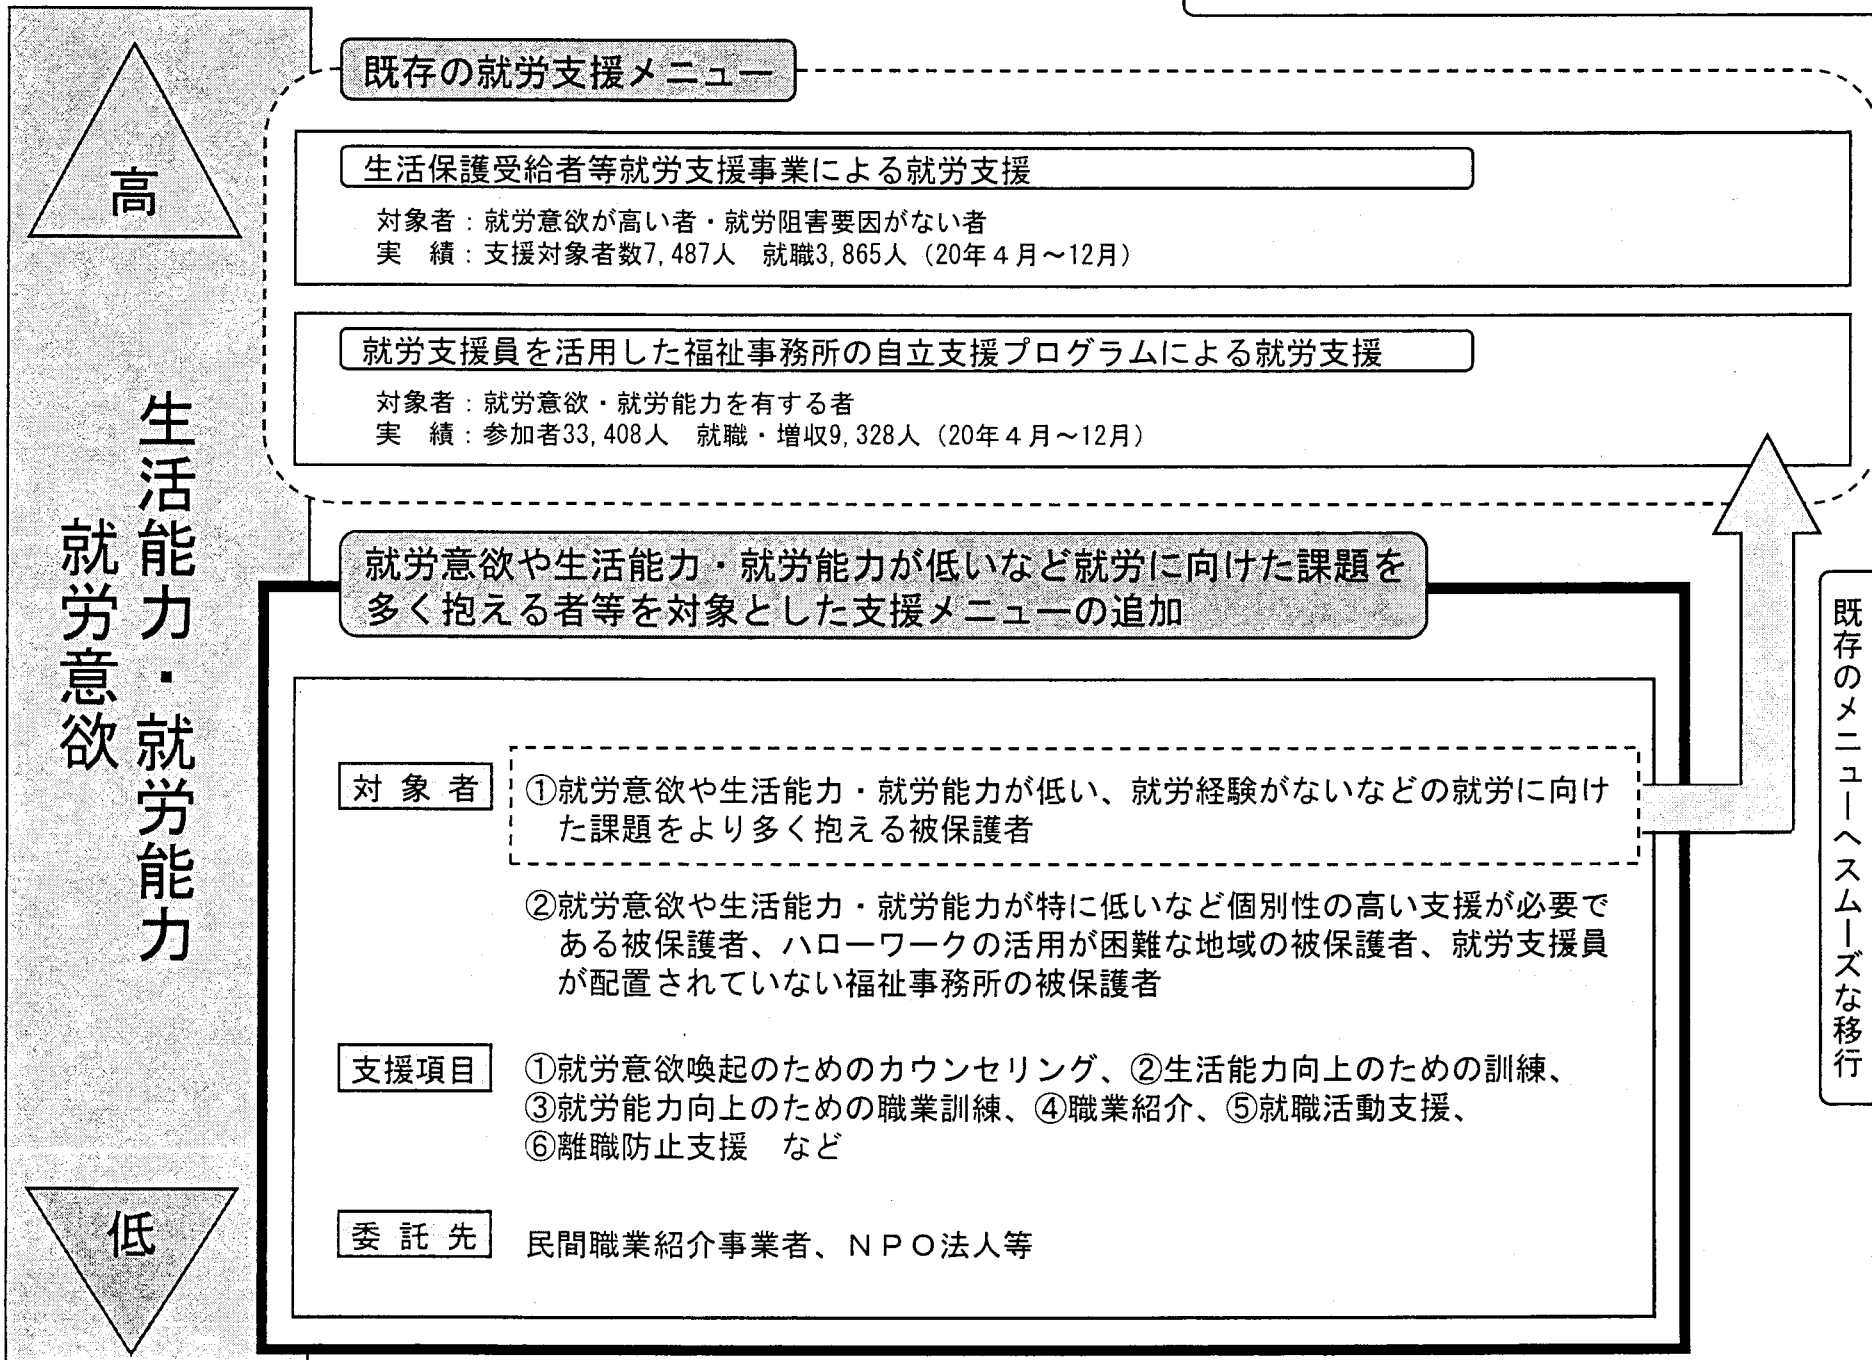 高
生活能力・就労能力
就労意欲
低
既存の就労支援メニュー
生活保護受給者等就労支援事業による就労支援
対象者：就労意欲が高い者・就労阻害要因がない者
実　績：支援対象者数7,487人　就職3,865人（20年４月～12月）
就労支援員を活用した福祉事務所の自立支援プログラムによる就労支援
対象者：就労意欲・就労能力を有する者
実　績：参加者33,408人　就職・増収9,328人（20年４月～12月）
就労意欲や生活能力・就労能力が低いなど就労に向けた課題を
多く抱える者等を対象とした支援メニューの追加
対象者
①就労意欲や生活能力・就労能力が低い、就労経験がないなどの就労に向け
た課題をより多く抱える被保護者
②就労意欲や生活能力・就労能力が特に低いなど個別性の高い支援が必要で
ある被保護者、ハローワークの活用が困難な地域の被保護者、就労支援員
が配置されていない福祉事務所の被保護者
支援項目
①就労意欲喚起のためのカウンセリング、②生活能力向上のための訓練、
③就労能力向上のための職業訓練、④職業紹介、⑤就職活動支援、
⑥離職防止支援　など
委託先
民間職業紹介事業者、ＮＰＯ法人等
既存のメニューへスムーズな移行